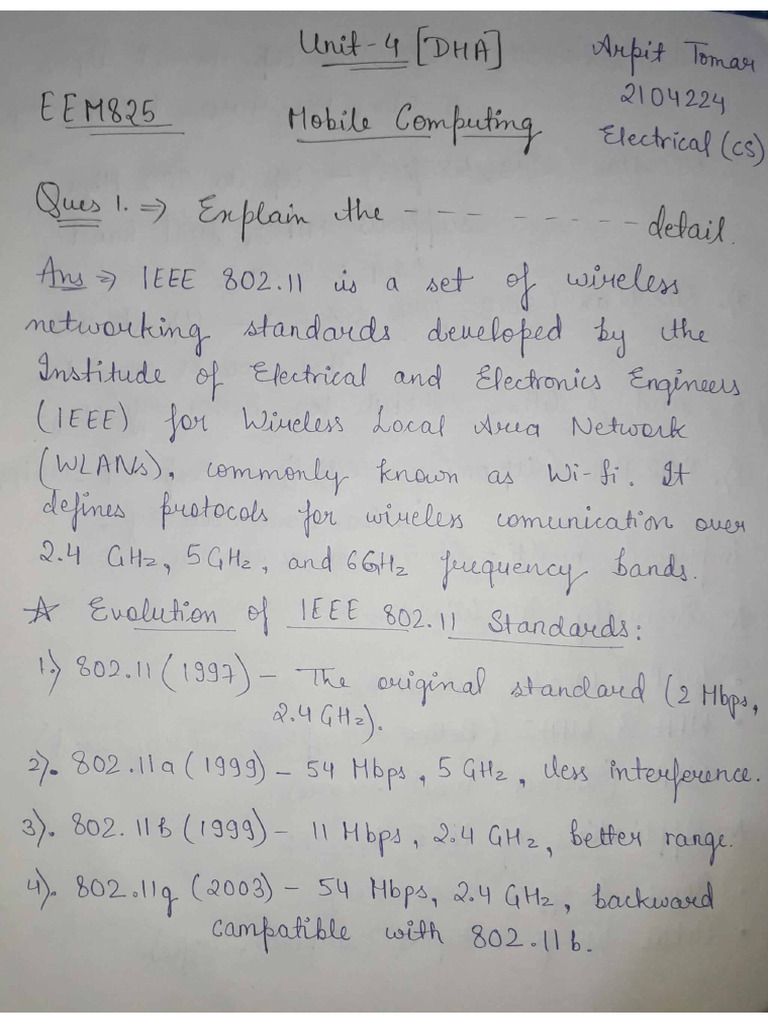 Unit-4 [DHA]
Arpit Tomar
2104224
Electrical (CS)
EEM825
Mobile Computing
Ques 1. ⇒ Explain the - - - - - - - - detail.
Ans ⇒ IEEE 802.11 is a set of wireless
networking standards developed by the
Institude of Electrical and Electronics Engineers
(IEEE) for Wireless Local Area Network
(WLANs), commonly known as Wi-fi. It
defines protocols for wireless comunication over
2.4 GHz, 5GHz, and 6GHz frequency bands.
☆ Evolution of IEEE 802.11 Standards:
1.) 802.11 (1997) - The original standard (2 Mbps,
2.4 GHz).
2). 802.11a (1999) - 54 Mbps, 5 GHz, less interference.
3). 802.11b (1999) - 11 Mbps, 2.4 GHz, better range.
4). 802.11g (2003) - 54 Mbps, 2.4 GHz, backward
campatible with 802.11b.